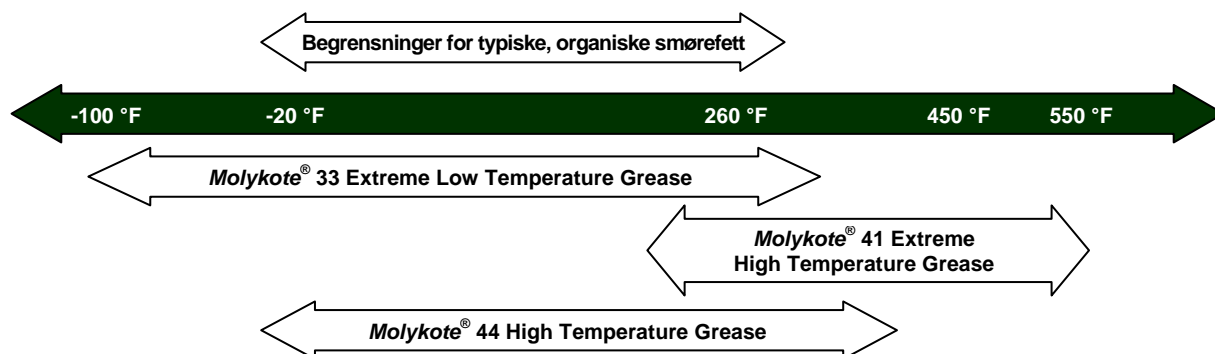 Begrensninger for typiske, organiske smørefett
-100 °F -20 °F 260 °F 450 °F 550 °F
Molykote® 33 Extreme Low Temperature Grease
Molykote® 41 Extreme
High Temperature Grease
Molykote® 44 High Temperature Grease